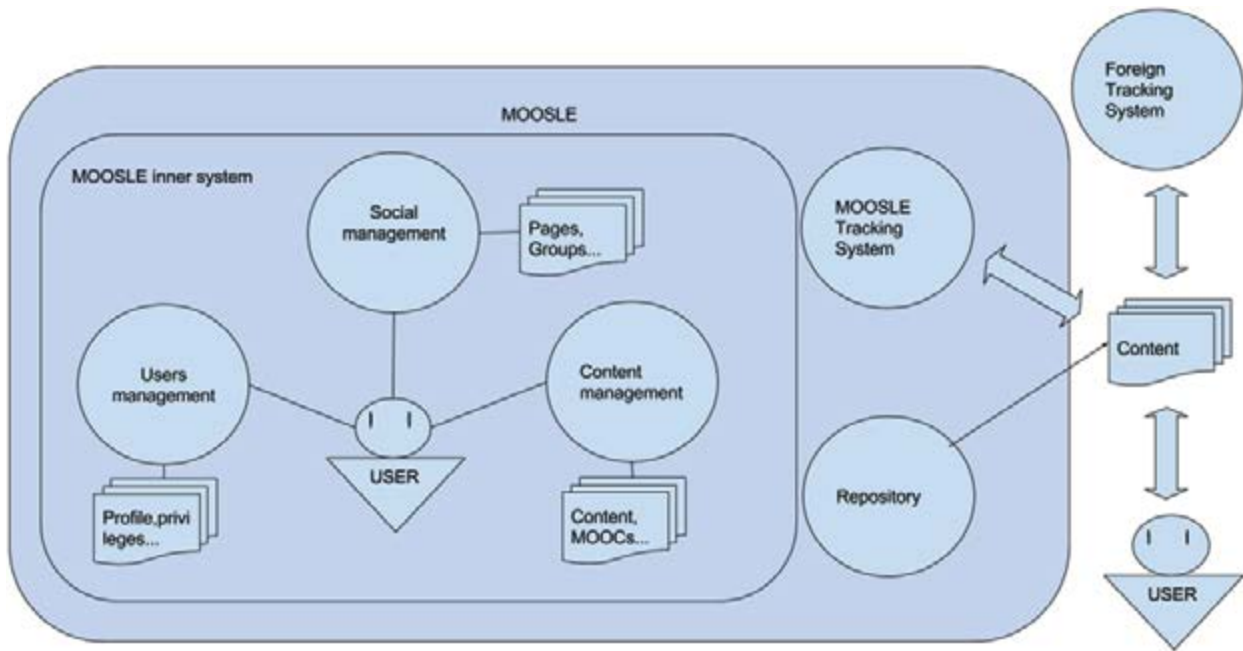 Foreign
Tracking
System
MOOSLE
MOOSLE inner system
Social
management
Pages,
Groups...
MOOSLE
Tracking
System
Content
Users
management
Content
management
USER
Profile,privi
leges...
Content,
MOOCs...
Repository
USER